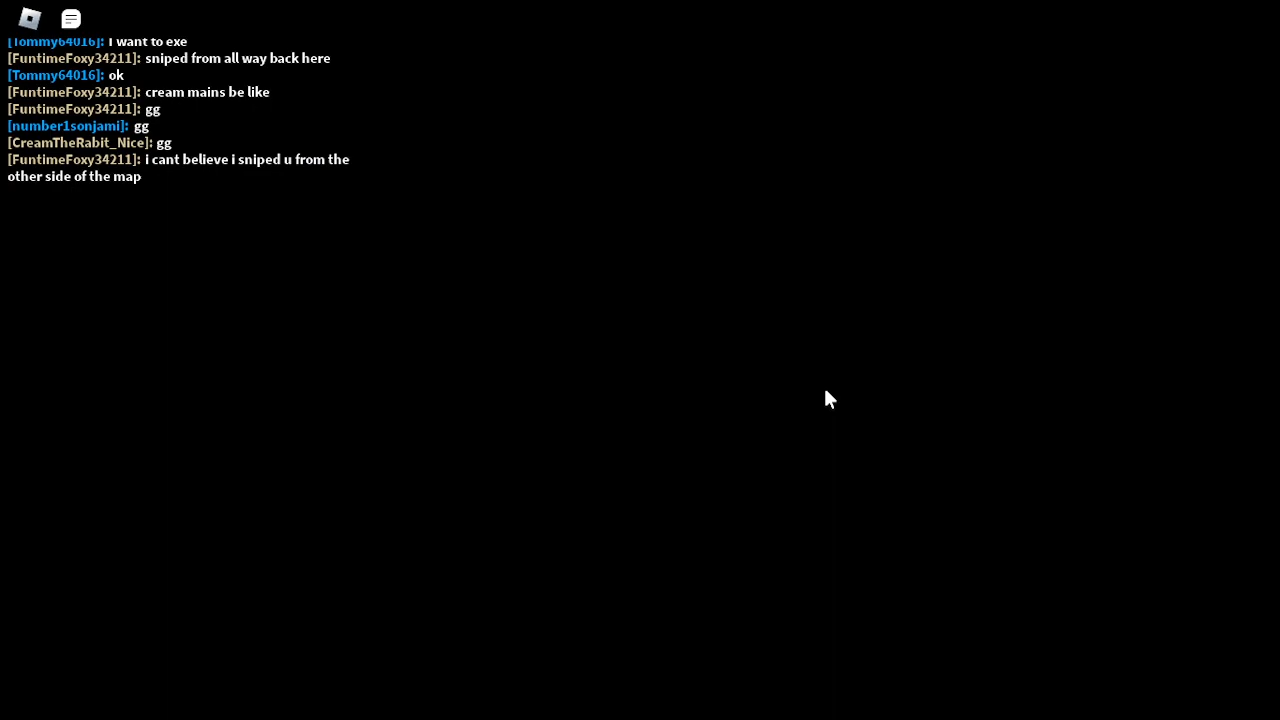 [Tommy64016]: I want to exe
[FuntimeFoxy34211]: sniped from all way back here
[Tommy64016]: ok
[FuntimeFoxy34211]: cream mains be like
[FuntimeFoxy34211]: gg
[number1sonjami]: gg
[CreamTheRabit_Nice]: gg
[FuntimeFoxy34211]: i cant believe i sniped u from the
other side of the map